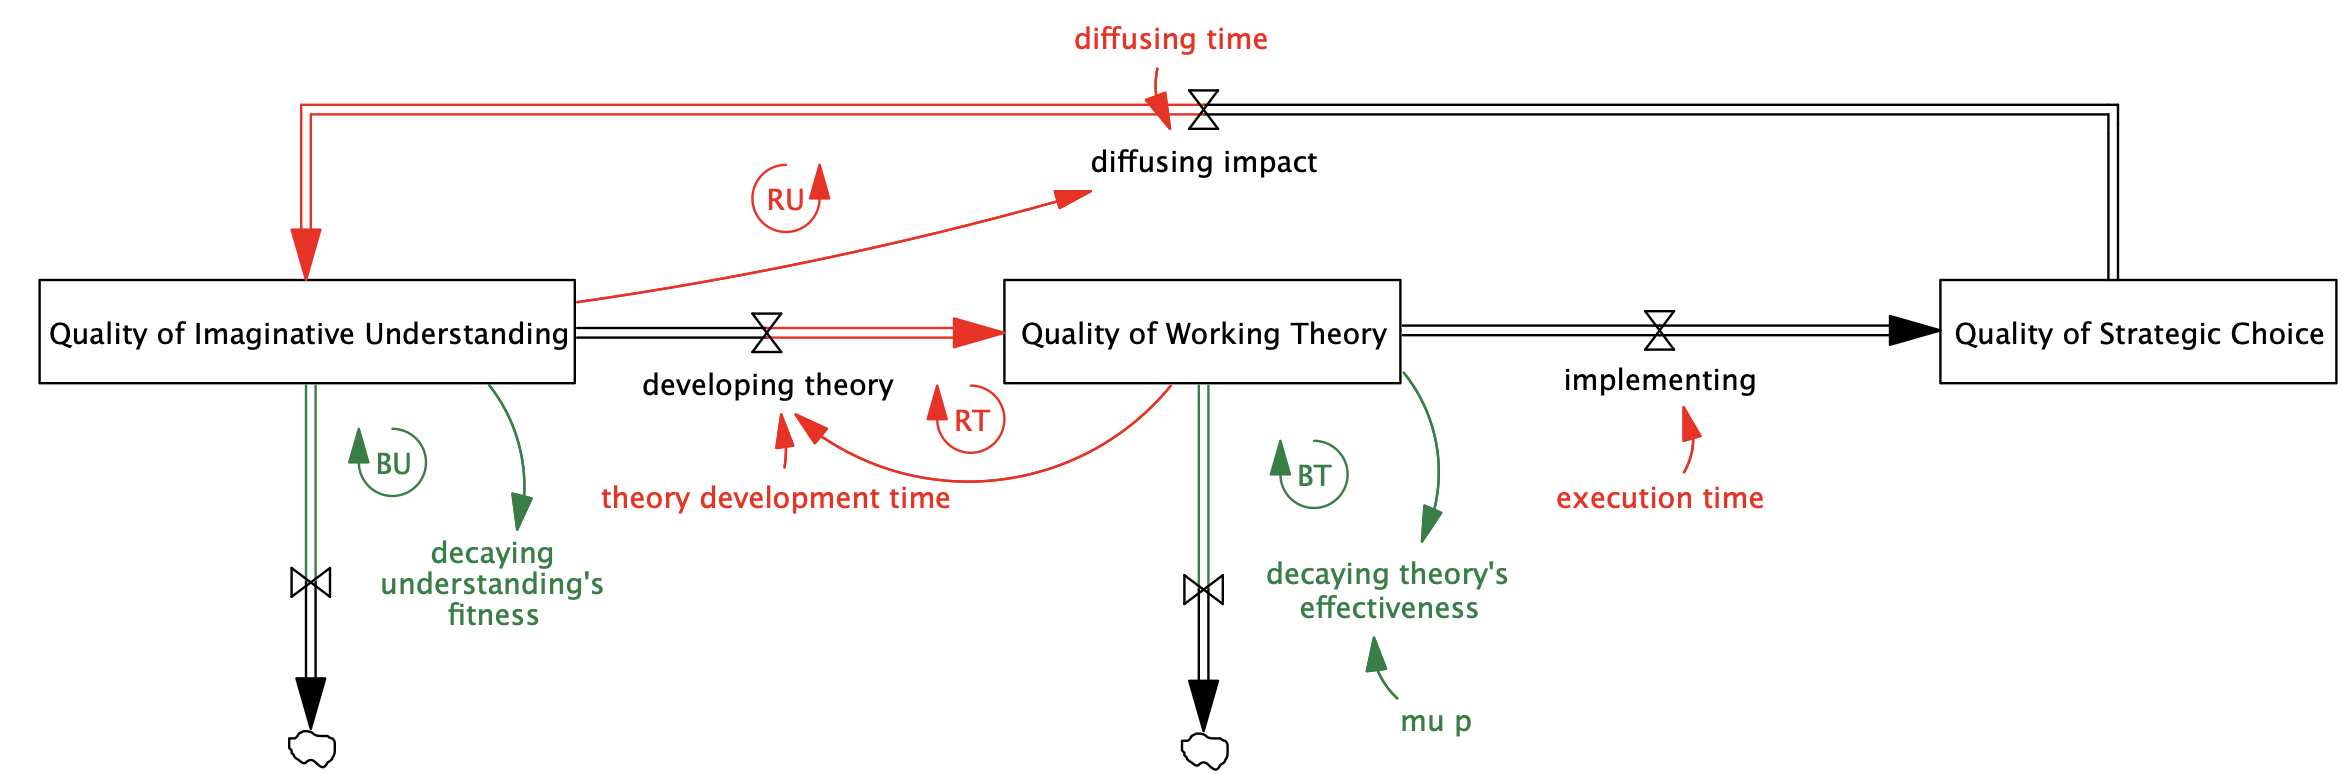 diffusing time
diffusing impact
RU
Quality of Imaginative Understanding
Quality of Working Theory
Quality of Strategic Choice
developing theory
implementing
RT
BU
BT
theory development time
execution time
decaying
understanding's
fitness
decaying theory's
effectiveness
mu p